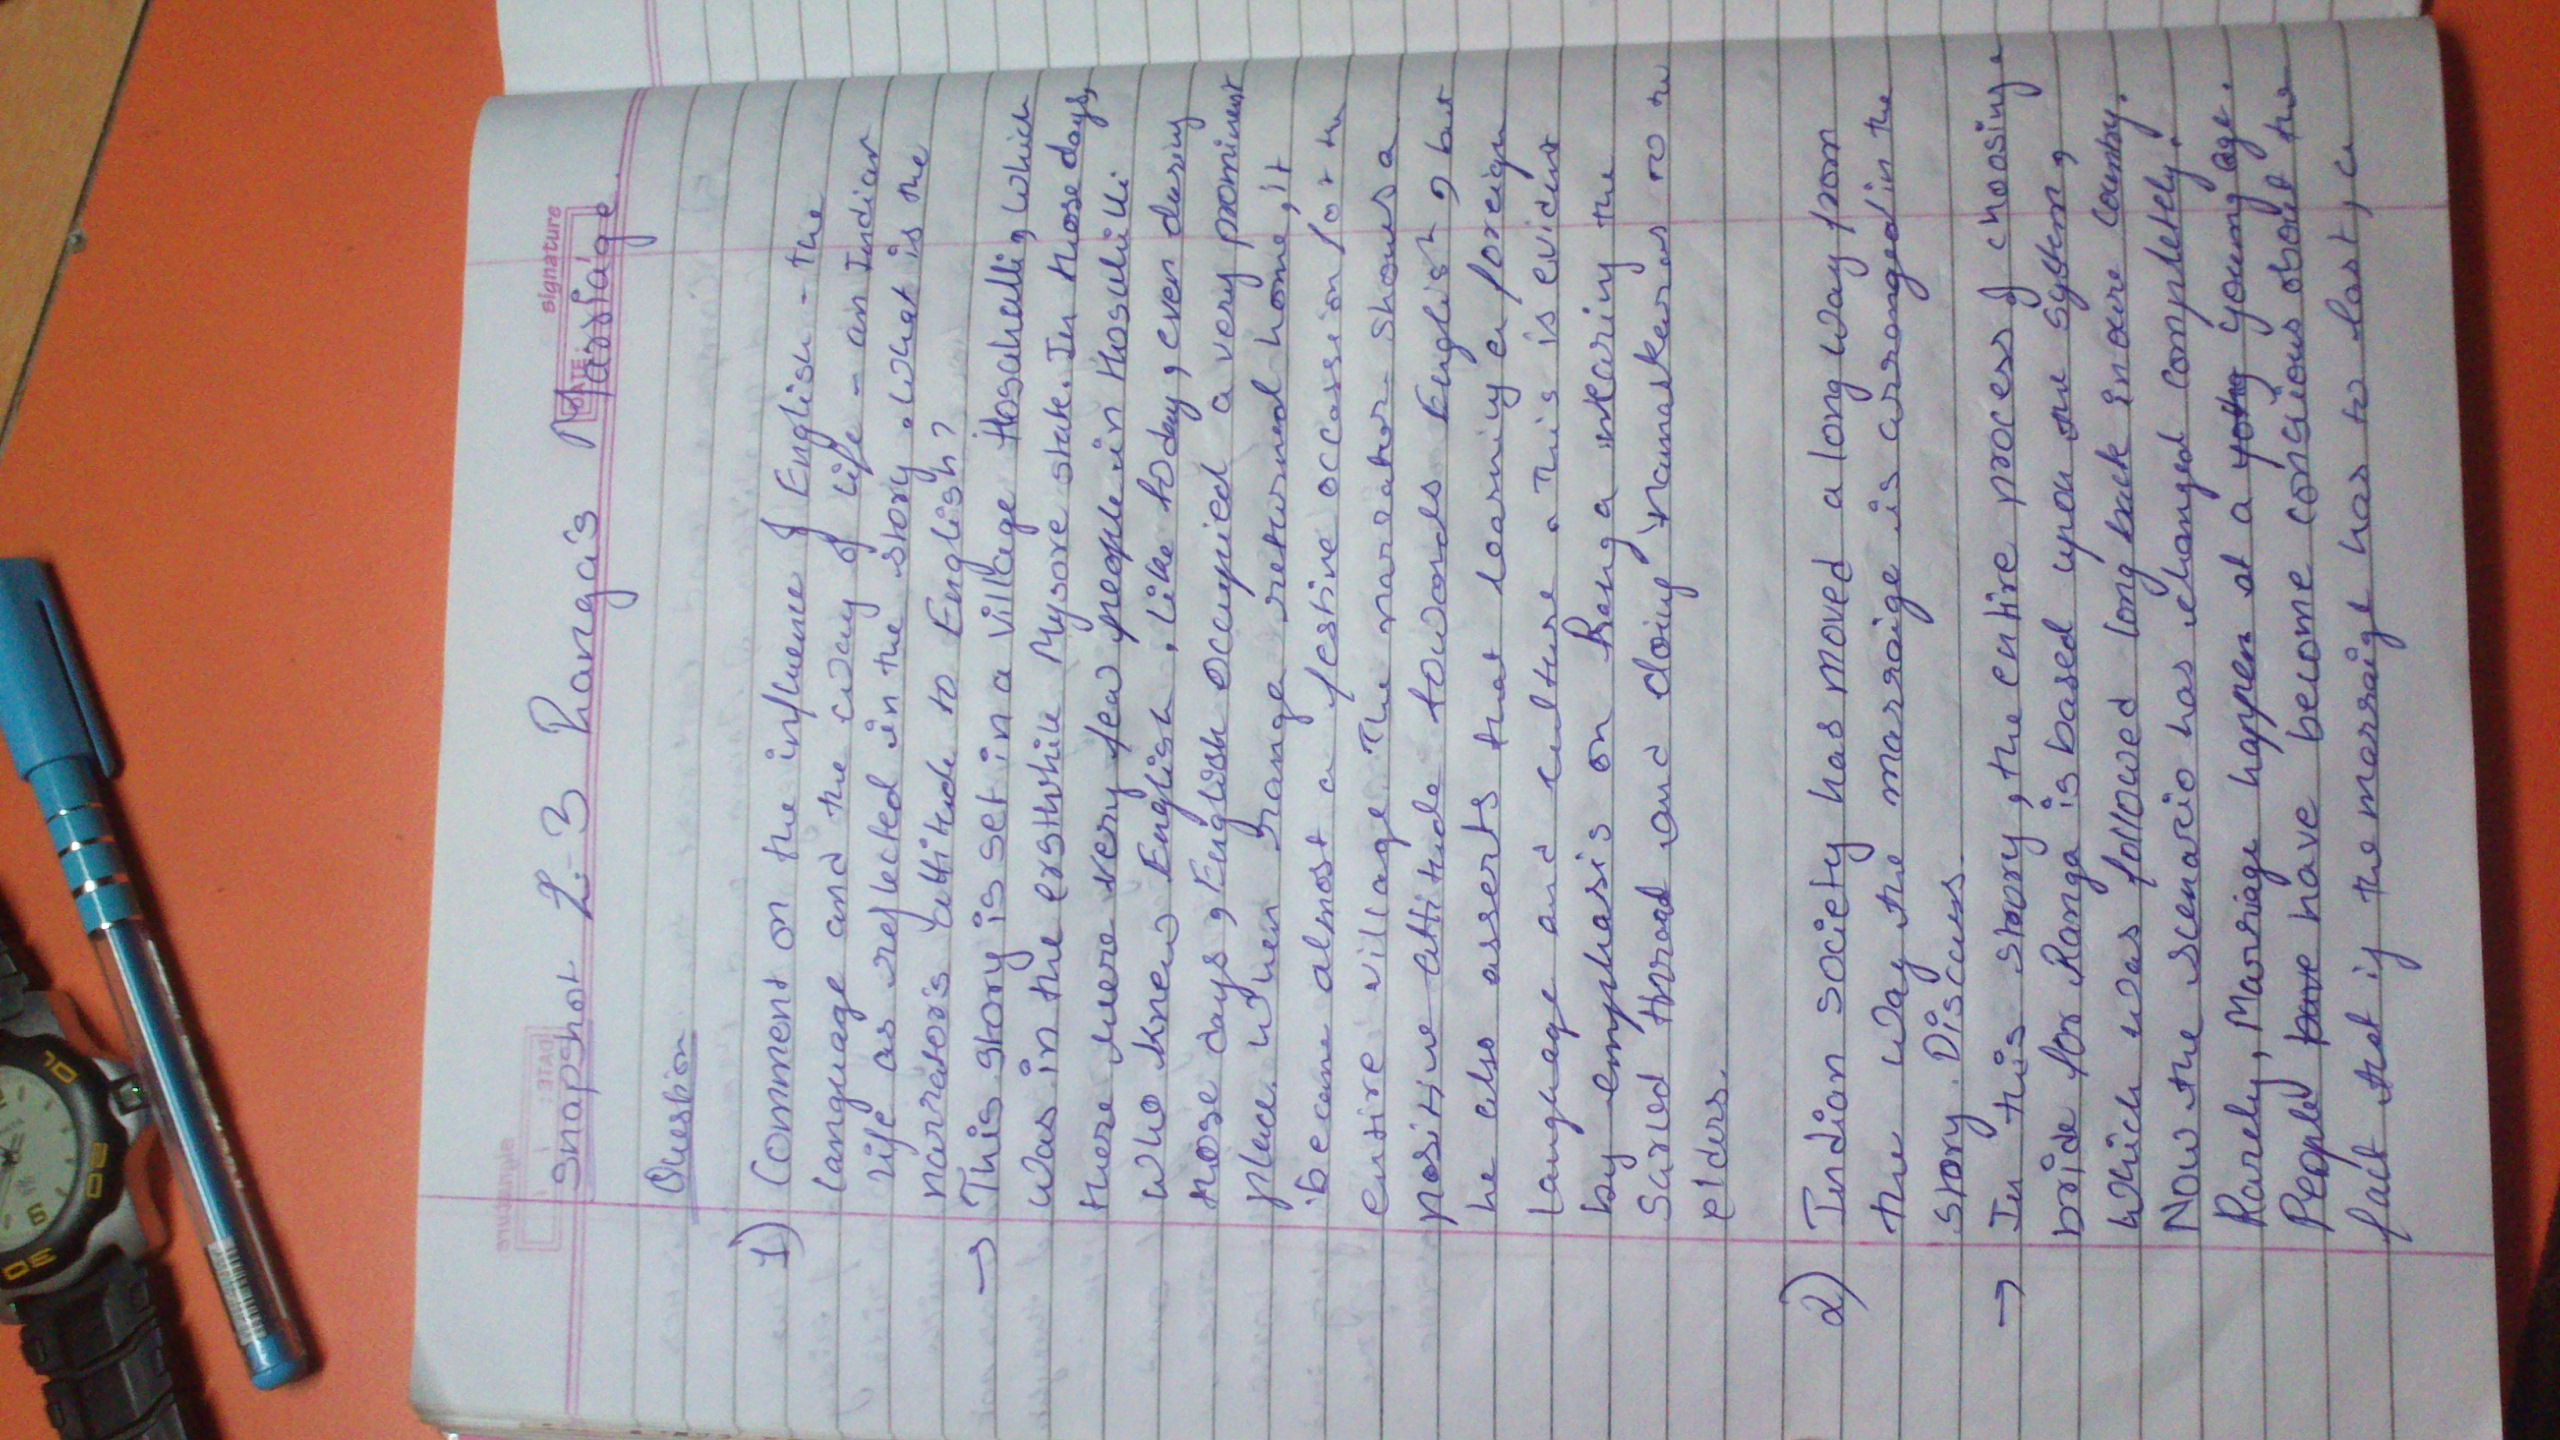 signature
DATE:
Snapshot L-3 Ranga's Marriage.
Question
1) Comment on the influence of English - the
language and the way of life - an Indian
life as reflected in the story. What is the
narrator's attitude to English?
→ This story is set in a village Hosahalli, which
was in the erstwhile Mysore state. In those days,
there were very few people in Hosahalli
who knew English, like today, even during
those days, English occupied a very prominent
place. When ranga returned home, it
became almost a festive occassion for the
entire village. The narrator shows a
positive attitude towards English, but
he also asserts that learning a foreign
language and culture. This is evident
by emphasis on Ranga wearing the
Sacred thread and doing 'namaskaras to the
elders.
2) Indian society has moved a long way from
the way the marraige is arranged in the
story. Discuss.
→ In this stoory, the entire process of choosing a
bride for Ranga is based upon the system,
which was followed long back in our country.
Now the scenario has changed completely.
Rarely, Marriage happen at a young age.
People have have become conscious about the
fact that if the marraige has to last, a